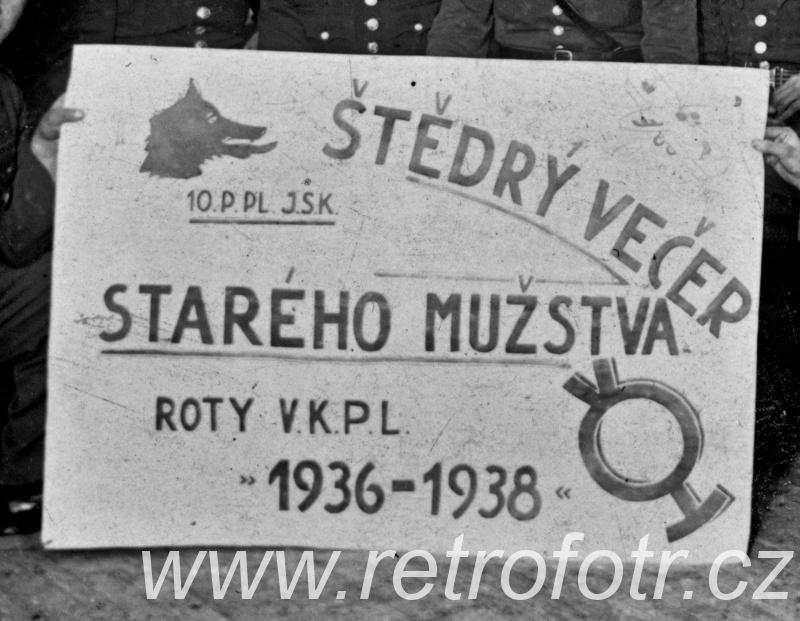 ŠTĚDRÝ VEČER
10.P.PL. J.S.K.
STARÉHO MUŽSTVA.
ROTY V.K.P.L.
„1936-1938“
www.retrofotr.cz